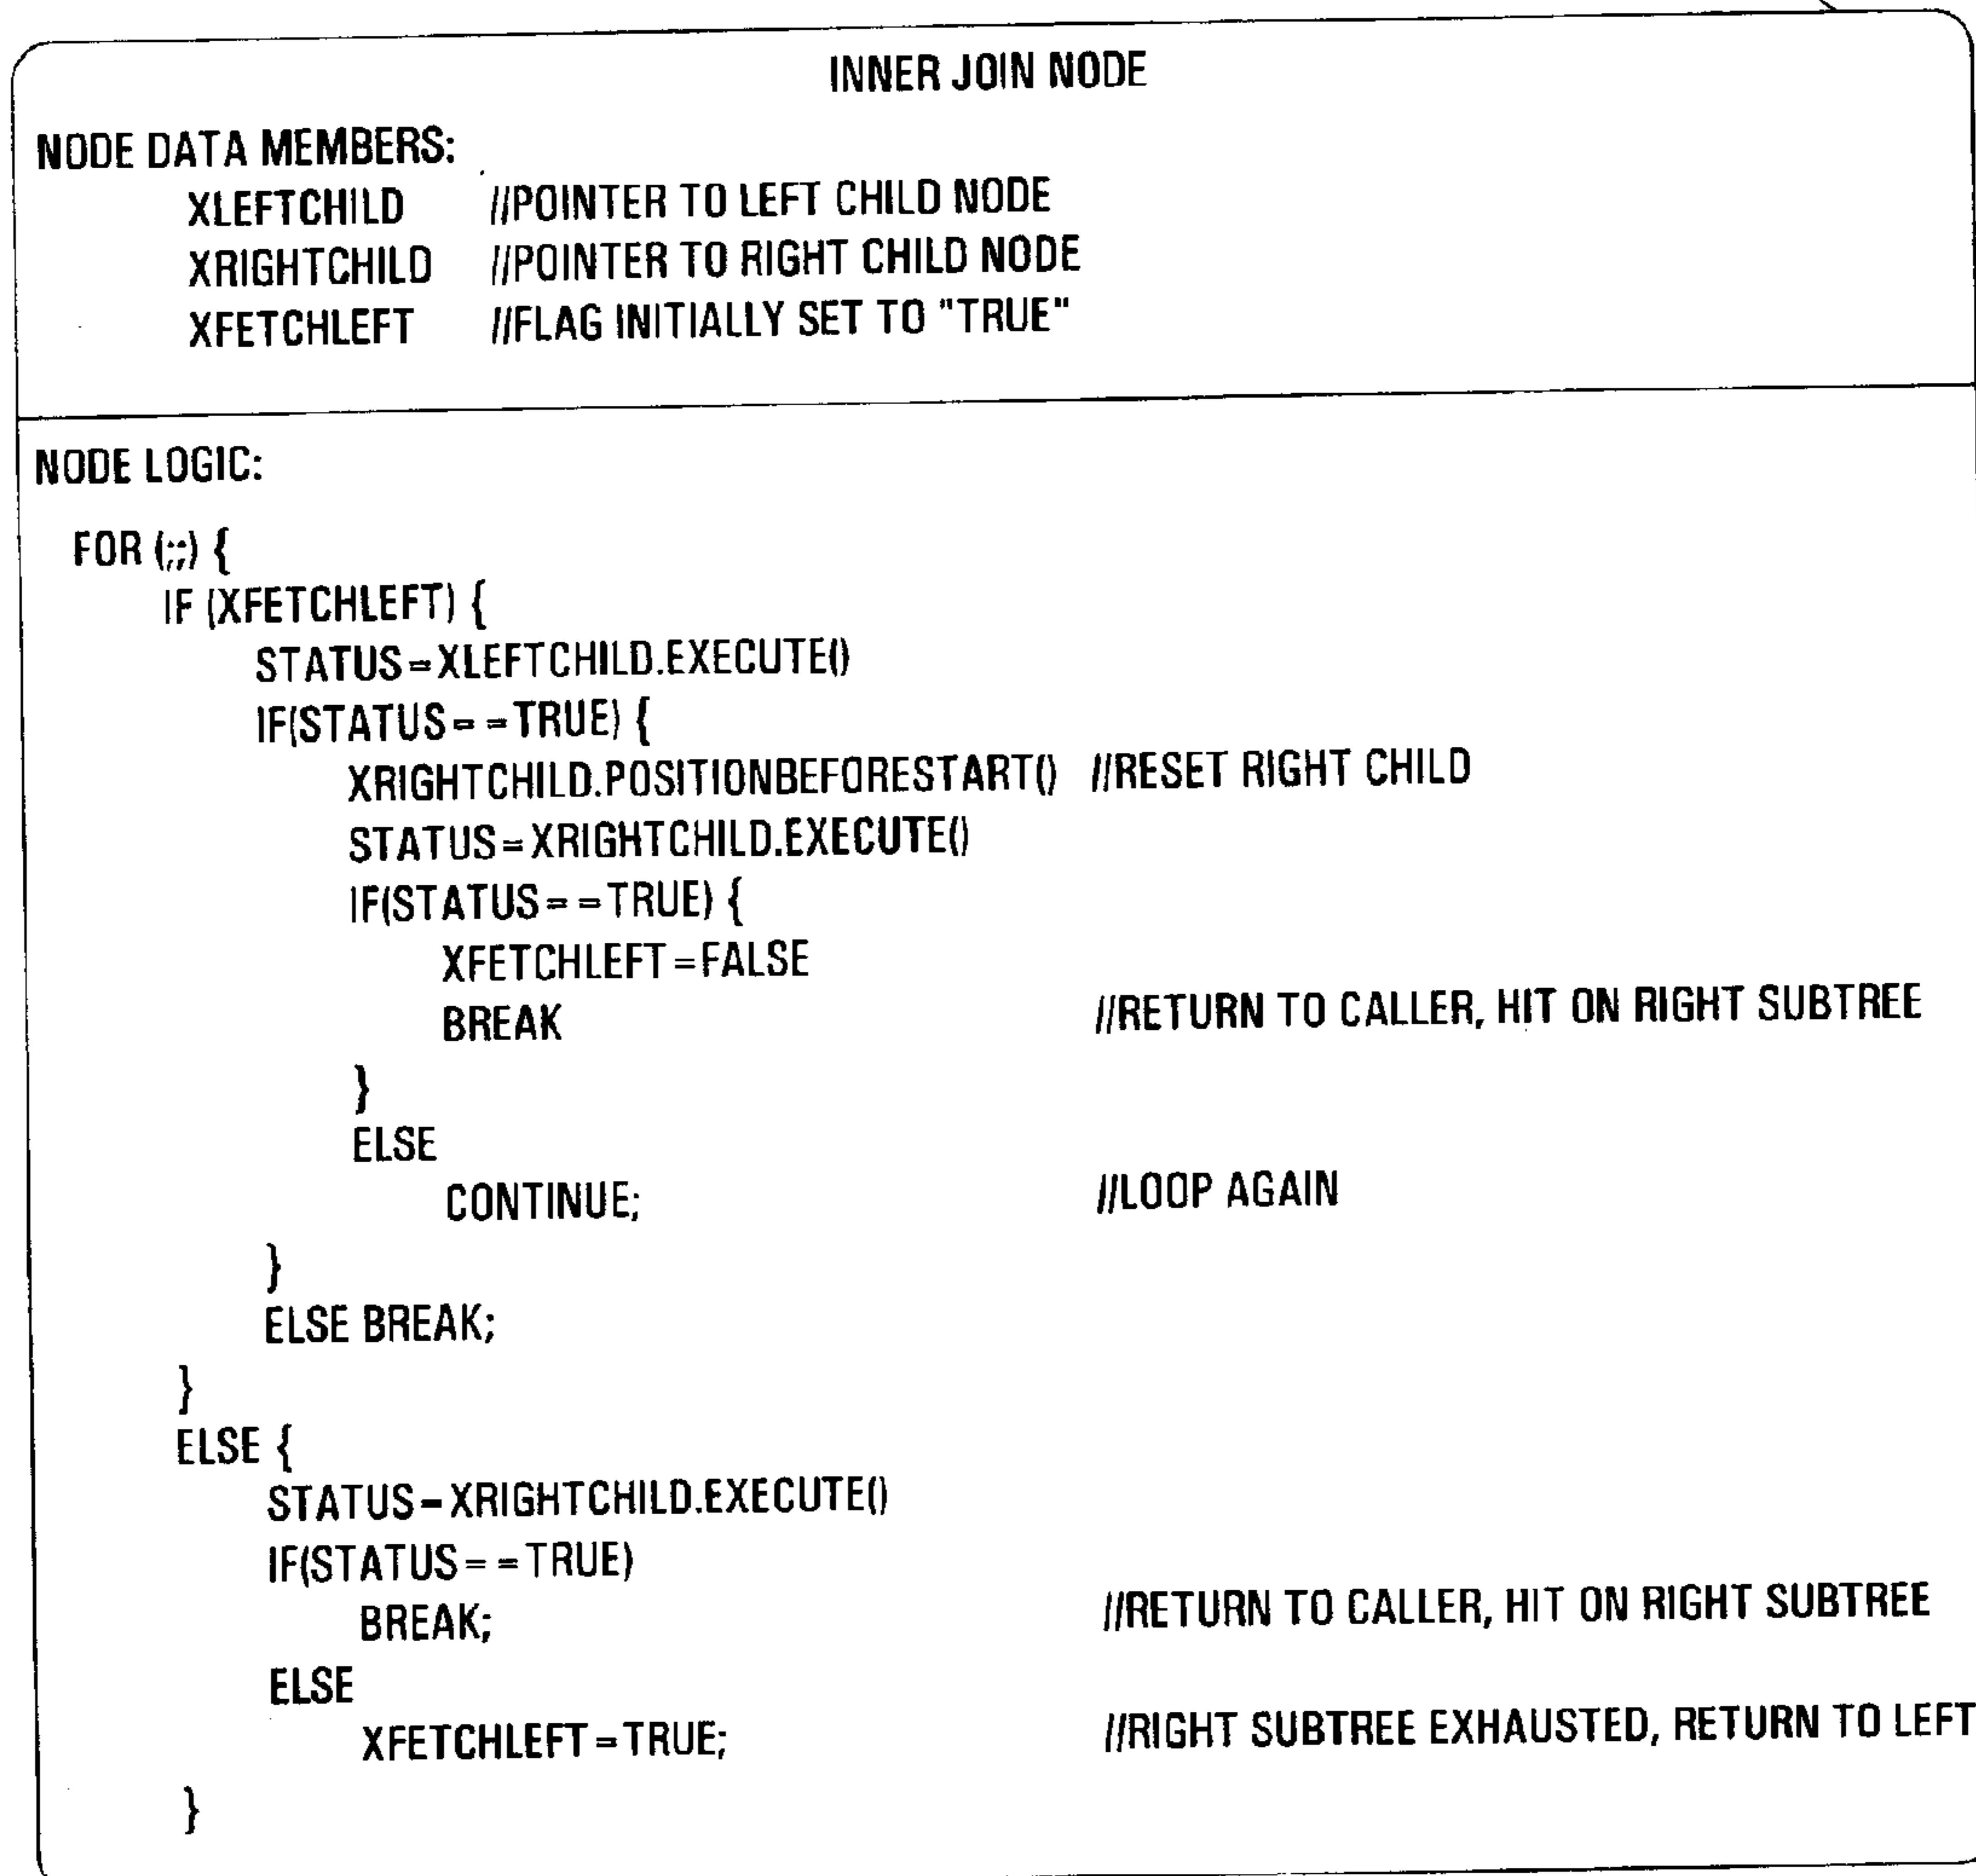 INNER JOIN NODE
NODE DATA MEMBERS:
XLEFTCHILD //POINTER TO LEFT CHILD NODE
XRIGHTCHILD //POINTER TO RIGHT CHILD NODE
XFETCHLEFT //FLAG INITIALLY SET TO "TRUE"
NODE LOGIC:
FOR (;;) {
IF (XFETCHLEFT) {
STATUS=XLEFTCHILD.EXECUTE()
IF(STATUS==TRUE) {
XRIGHTCHILD.POSITIONBEFORESTART() //RESET RIGHT CHILD
STATUS=XRIGHTCHILD.EXECUTE()
IF(STATUS==TRUE) {
XFETCHLEFT=FALSE
BREAK //RETURN TO CALLER, HIT ON RIGHT SUBTREE
}
ELSE
CONTINUE; //LOOP AGAIN
}
ELSE BREAK;
}
ELSE {
STATUS=XRIGHTCHILD.EXECUTE()
IF(STATUS==TRUE)
BREAK; //RETURN TO CALLER, HIT ON RIGHT SUBTREE
ELSE
XFETCHLEFT=TRUE; //RIGHT SUBTREE EXHAUSTED, RETURN TO LEFT
}